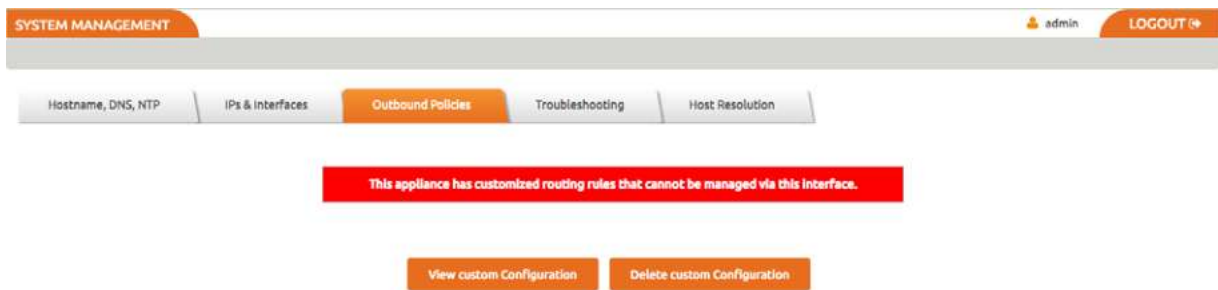 SYSTEM MANAGEMENT admin LOGOUT
Hostname, DNS, NTP IPs & Interfaces Outbound Policies Troubleshooting Host Resolution
This appliance has customized routing rules that cannot be managed via this interface.
View custom Configuration Delete custom Configuration